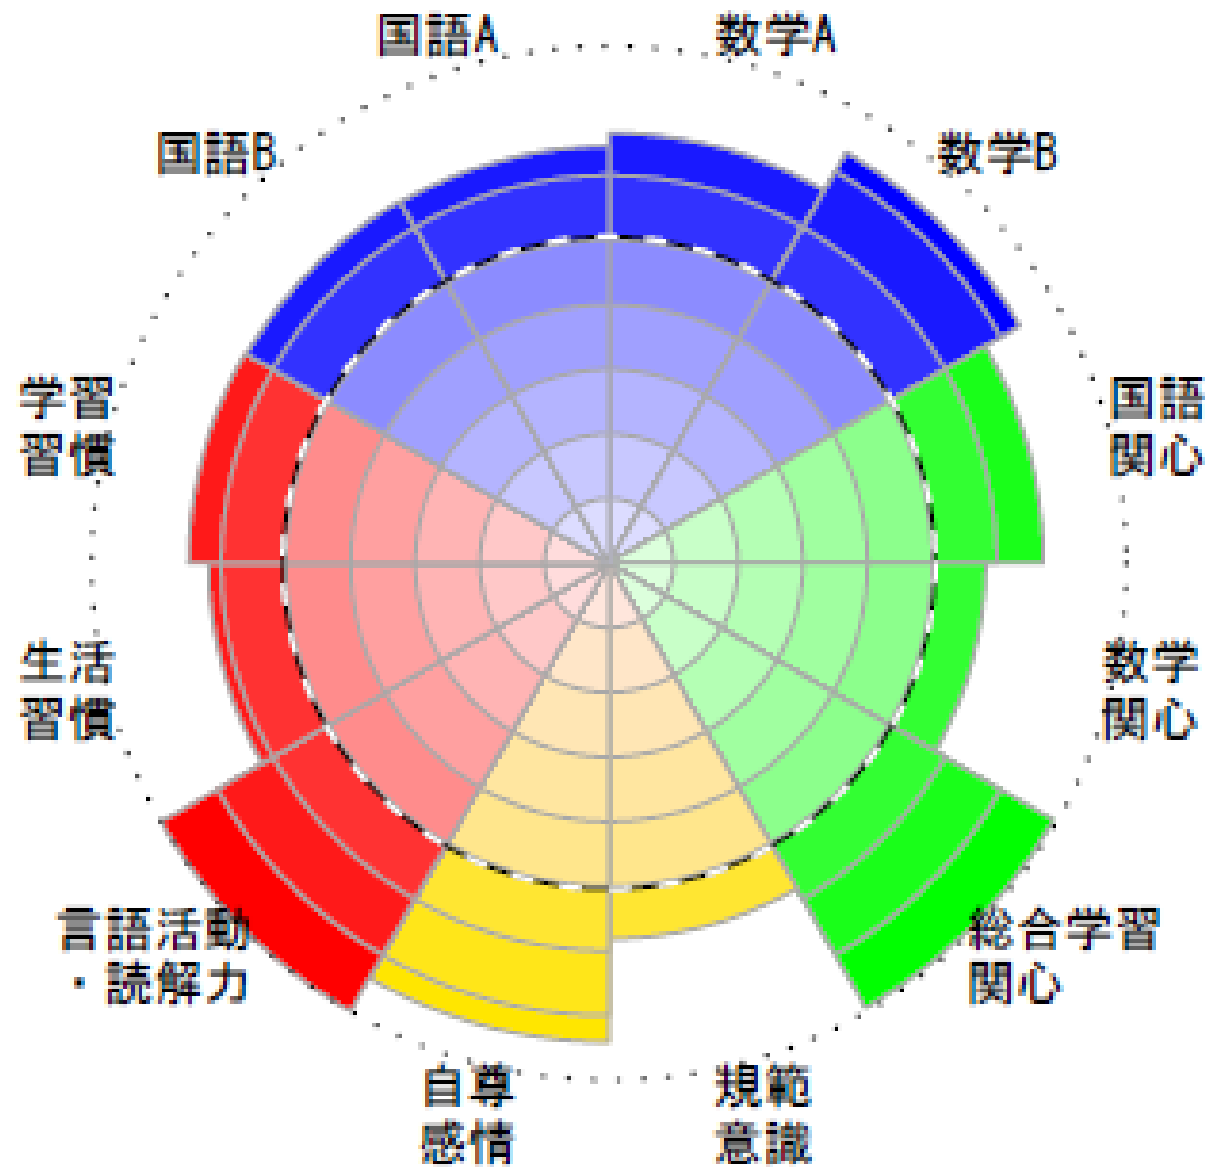 国語A
数学A
国語B
数学B
学習
習慣
国語
関心
生活
習慣
数学
関心
言語活動
・読解力
総合学習
関心
自尊
感情
規範
意識